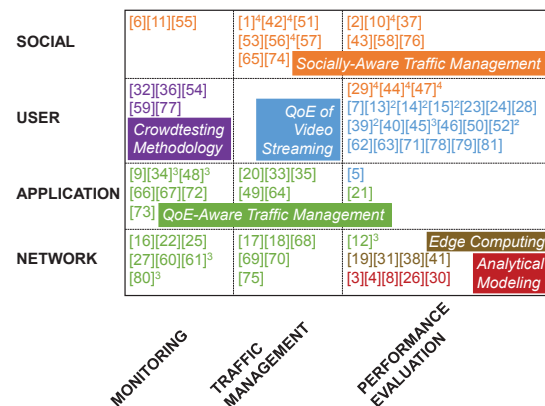 SOCIAL
[6][11][55]
[1]⁴[42]⁴[51]
[53][56]⁴[57]
[65][74]
[2][10]⁴[37]
[43][58][76]
Socially-Aware Traffic Management
USER
[32][36][54]
[59][77]
Crowdtesting
Methodology
QoE of
Video
Streaming
[29]⁴[44]⁴[47]⁴
[7][13]²[14]²[15]²[23][24][28]
[39]²[40][45]³[46][50][52]²
[62][63][71][78][79][81]
APPLICATION
[9][34]³[48]³
[66][67][72]
[73]
[20][33][35]
[49][64]
QoE-Aware Traffic Management
[5]
[21]
NETWORK
[16][22][25]
[27][60][61]³
[80]³
[17][18][68]
[69][70]
[75]
[12]³
Edge Computing
[19][31][38][41]
[3][4][8][26][30]
Analytical
Modeling
MONITORING
TRAFFIC
MANAGEMENT
PERFORMANCE
EVALUATION